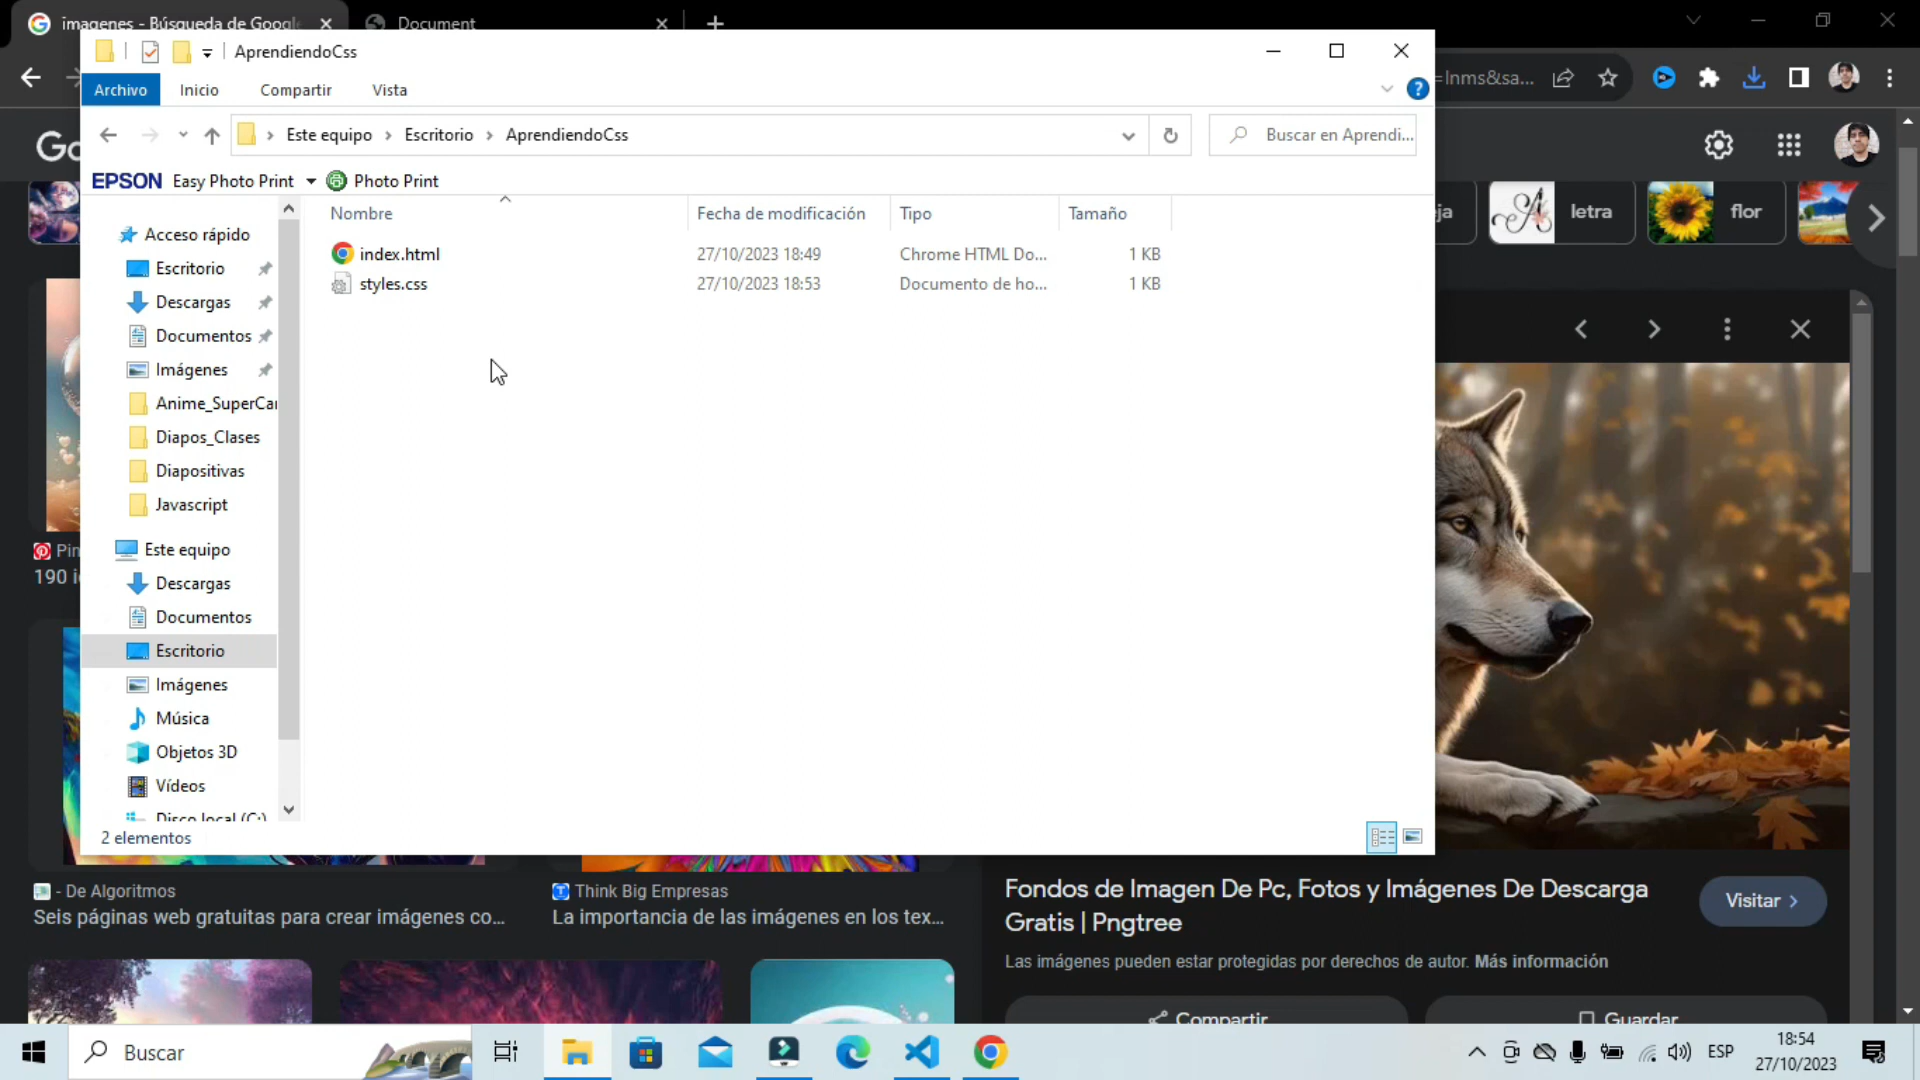 imagenes - Búsqueda de Googl
Document
AprendiendoCss
Archivo
Inicio
Compartir
Vista
=lnms&sa...
Este equipo
Escritorio
AprendiendoCss
Buscar en Aprendi...
EPSON
Easy Photo Print
Photo Print
letra
flor
Nombre
Fecha de modificación
Tipo
Tamaño
index.html
27/10/2023 18:49
Chrome HTML Do...
1 KB
styles.css
27/10/2023 18:53
Documento de ho...
1 KB
Acceso rápido
Escritorio
Descargas
Documentos
Imágenes
Anime_SuperCar
Diapos_Clases
Diapositivas
Javascript
Este equipo
Descargas
Documentos
Escritorio
Imágenes
Música
Objetos 3D
Vídeos
Disco local (C:)
2 elementos
Pin
190 i
- De Algoritmos
Seis páginas web gratuitas para crear imágenes co...
Think Big Empresas
La importancia de las imágenes en los tex...
Fondos de Imagen De Pc, Fotos y Imágenes De Descarga
Gratis | Pngtree
Visitar
Las imágenes pueden estar protegidas por derechos de autor. Más información
Compartir
Guardar
Buscar
ESP
18:54
27/10/2023